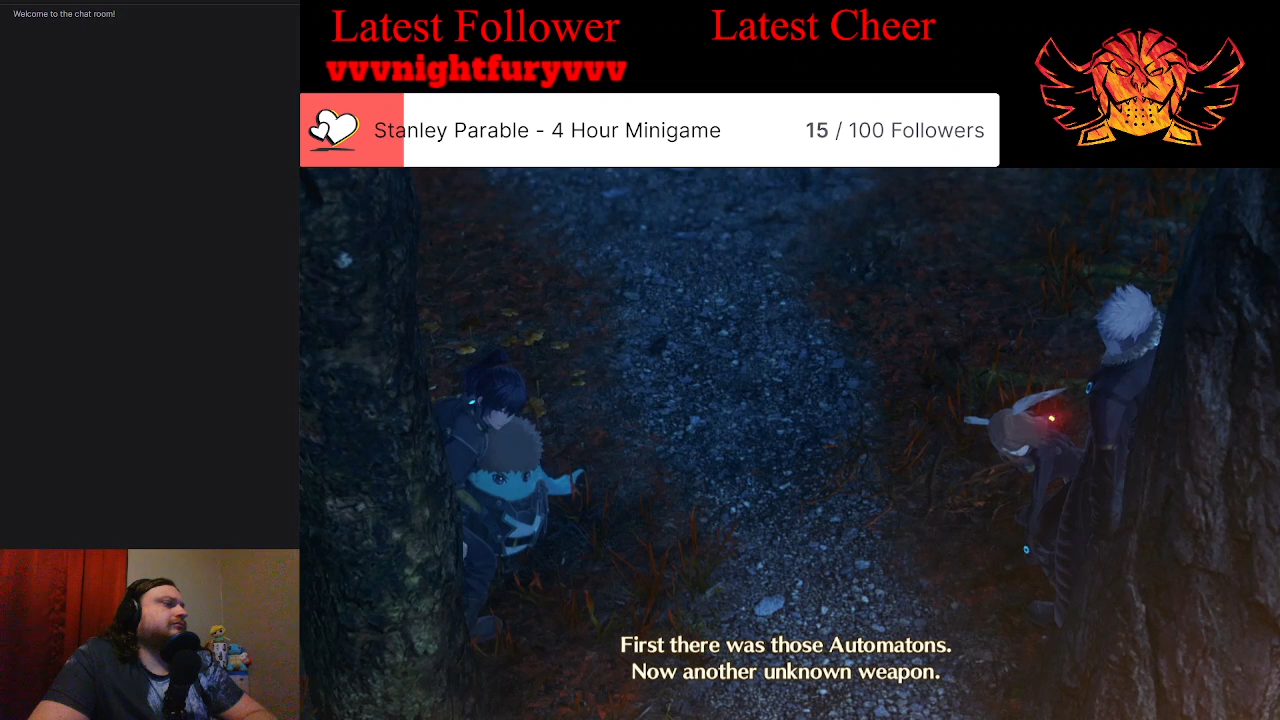 Welcome to the chat room!
Latest Follower
vvvnightfuryvvv
Latest Cheer
Stanley Parable - 4 Hour Minigame
15 / 100 Followers
First there was those Automatons.
Now another unknown weapon.